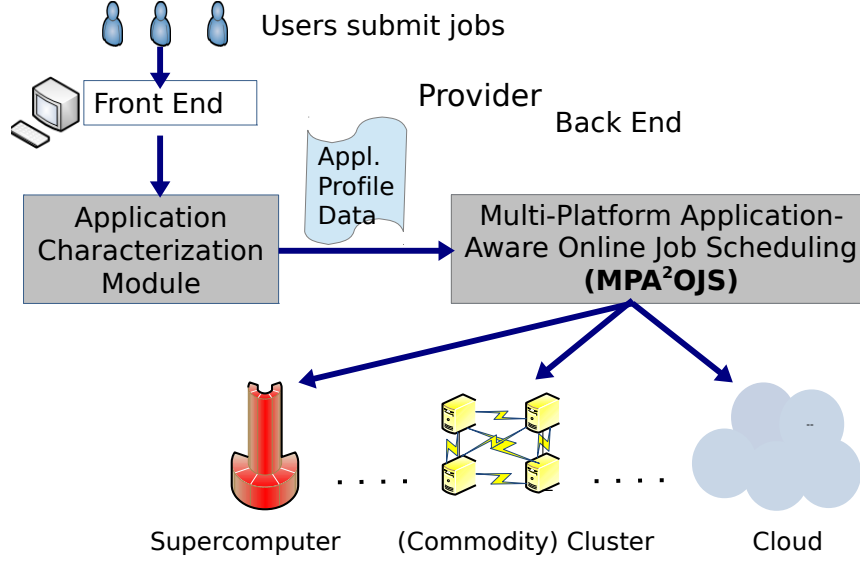 Users submit jobs
Front End
Provider
Back End
Appl.
Profile
Data
Application
Characterization
Module
Multi-Platform Application-
Aware Online Job Scheduling
(MPA²OJS)
. . . .
. . . .
--
Supercomputer
(Commodity) Cluster
Cloud